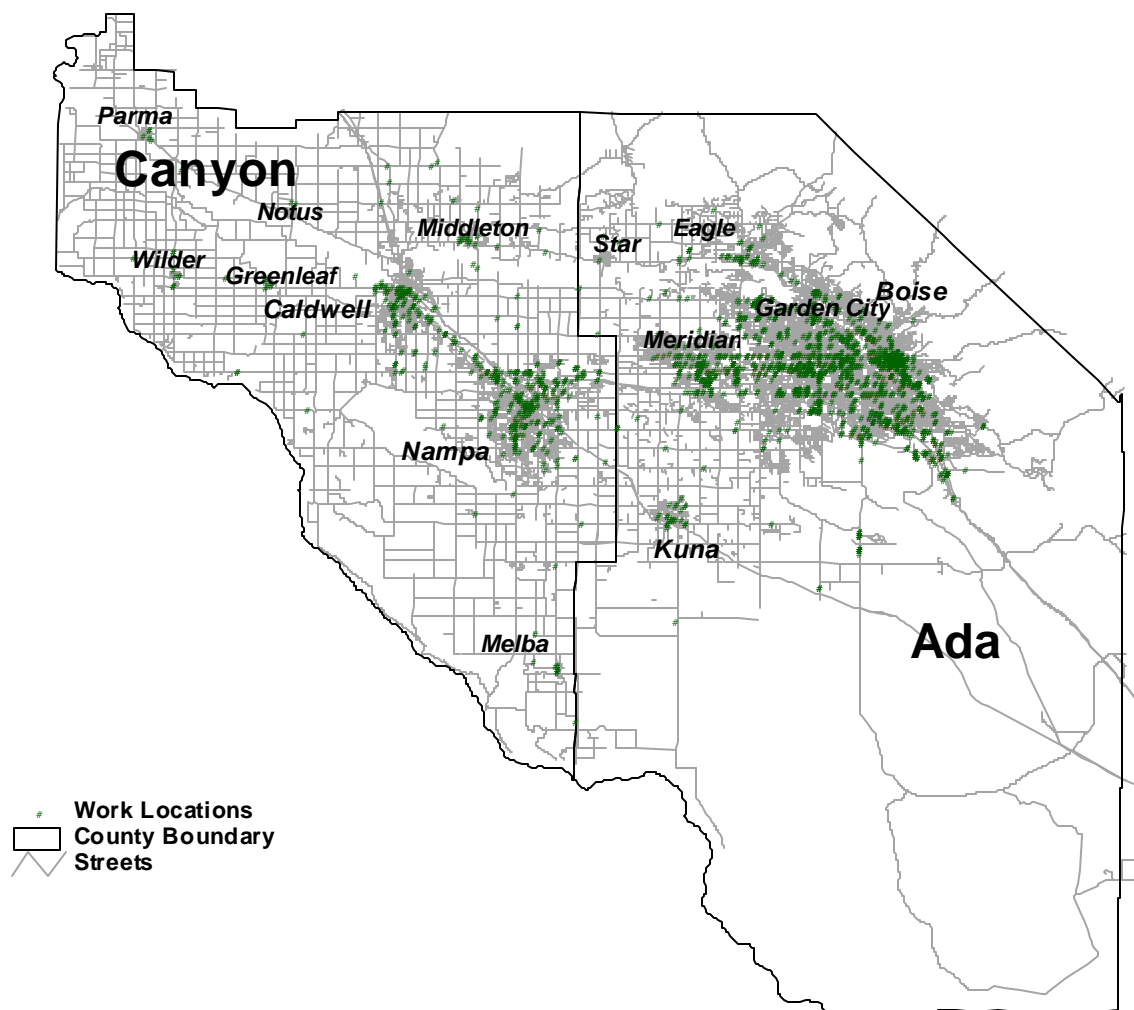 Parma
Canyon
Notus
Middleton
Eagle
Star
Wilder
Greenleaf
Caldwell
Boise
Garden City
Meridian
Nampa
Kuna
Melba
Ada
# Work Locations
County Boundary
Streets